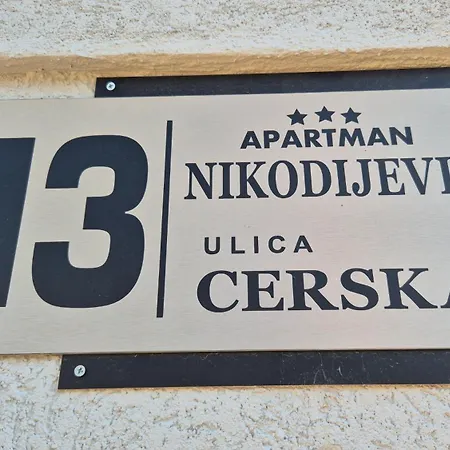 13
★★★
APARTMAN
NIKODIJEVI
ULICA
CERSKA